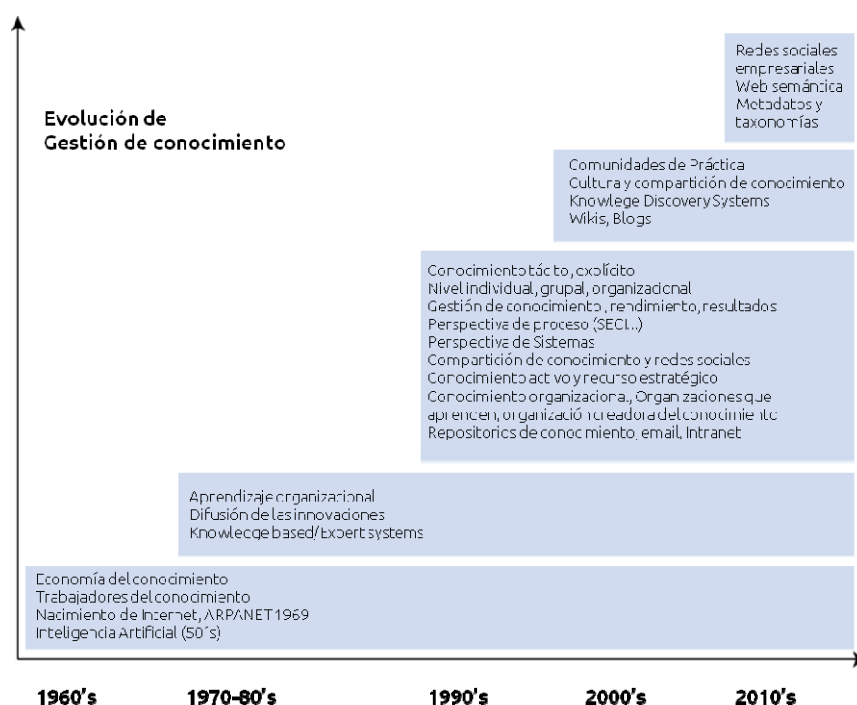 Evolución de
Gestión de conocimiento
Redes sociales
empresariales
Web semántica
Metadatos y
taxonomías
Comunidades de Práctica
Cultura y compartición de conocimiento
Knowlege Discovery Systems
Wikis, Blogs
Conocimiento tácito, explícito
Nivel individual, grupal, organizacional
Gestión de conocimiento, rendimiento, resultados
Perspectiva de proceso (SECI..)
Perspectiva de Sistemas
Compartición de conocimiento y redes sociales
Conocimiento activo y recurso estratégico
Conocimiento organizacional, Organizaciones que
aprenden, organización creadora del conocimiento
Repositorios de conocimiento, email, Intranet
Aprendizaje organizacional
Difusión de las innovaciones
Knowledge based/Expert systems
Economía del conocimiento
Trabajadores del conocimiento
Nacimiento de Internet, ARPANET 1969
Inteligencia Artificial (50´s)
1960's 1970-80's 1990's 2000's 2010's